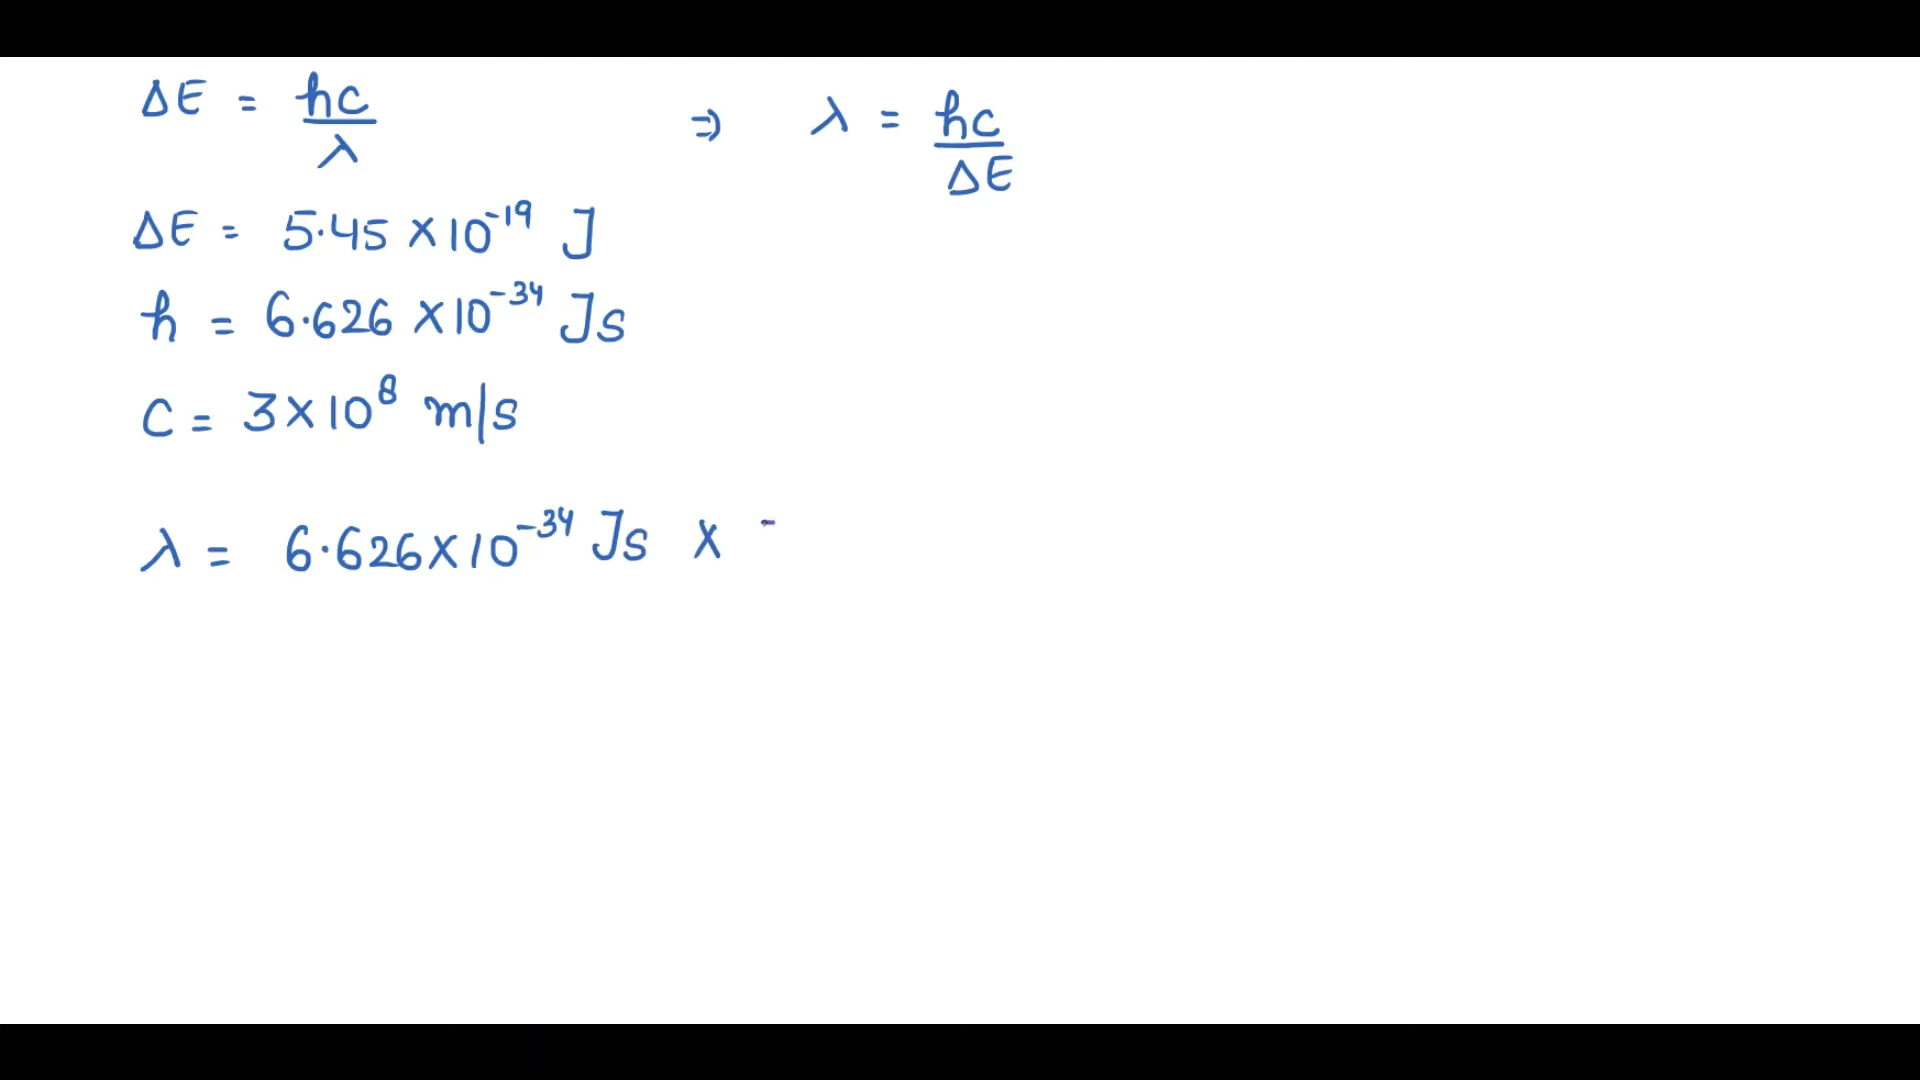 ΔE = hc/λ ⇒ λ = hc/ΔE
ΔE = 5.45 ×10⁻¹⁹ J
h = 6.626 ×10⁻³⁴ Js
C = 3×10⁸ m/s
λ = 6.626×10⁻³⁴ Js ×